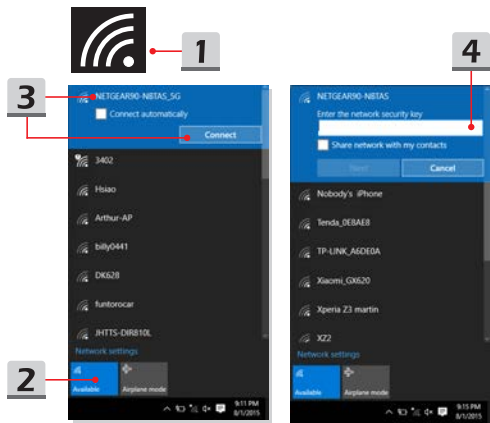 1
3
NETGEAR90-NBTAS_5G
Connect automatically
Connect
3402
Hsiao
Arthur-AP
billy0441
DK628
funtorocar
JHTTS-DIR810L
Network settings
2
Available
Airplane mode
9:11 PM
8/1/2015
4
NETGEAR90-NBTAS
Enter the network security key
Share network with my contacts
Next
Cancel
Nobody's iPhone
Tenda_0E8AE8
TP-LINK_A6DE0A
Xiaomi_GX620
Xperia Z3 martin
XZ2
Network settings
Available
Airplane mode
9:15 PM
8/1/2015